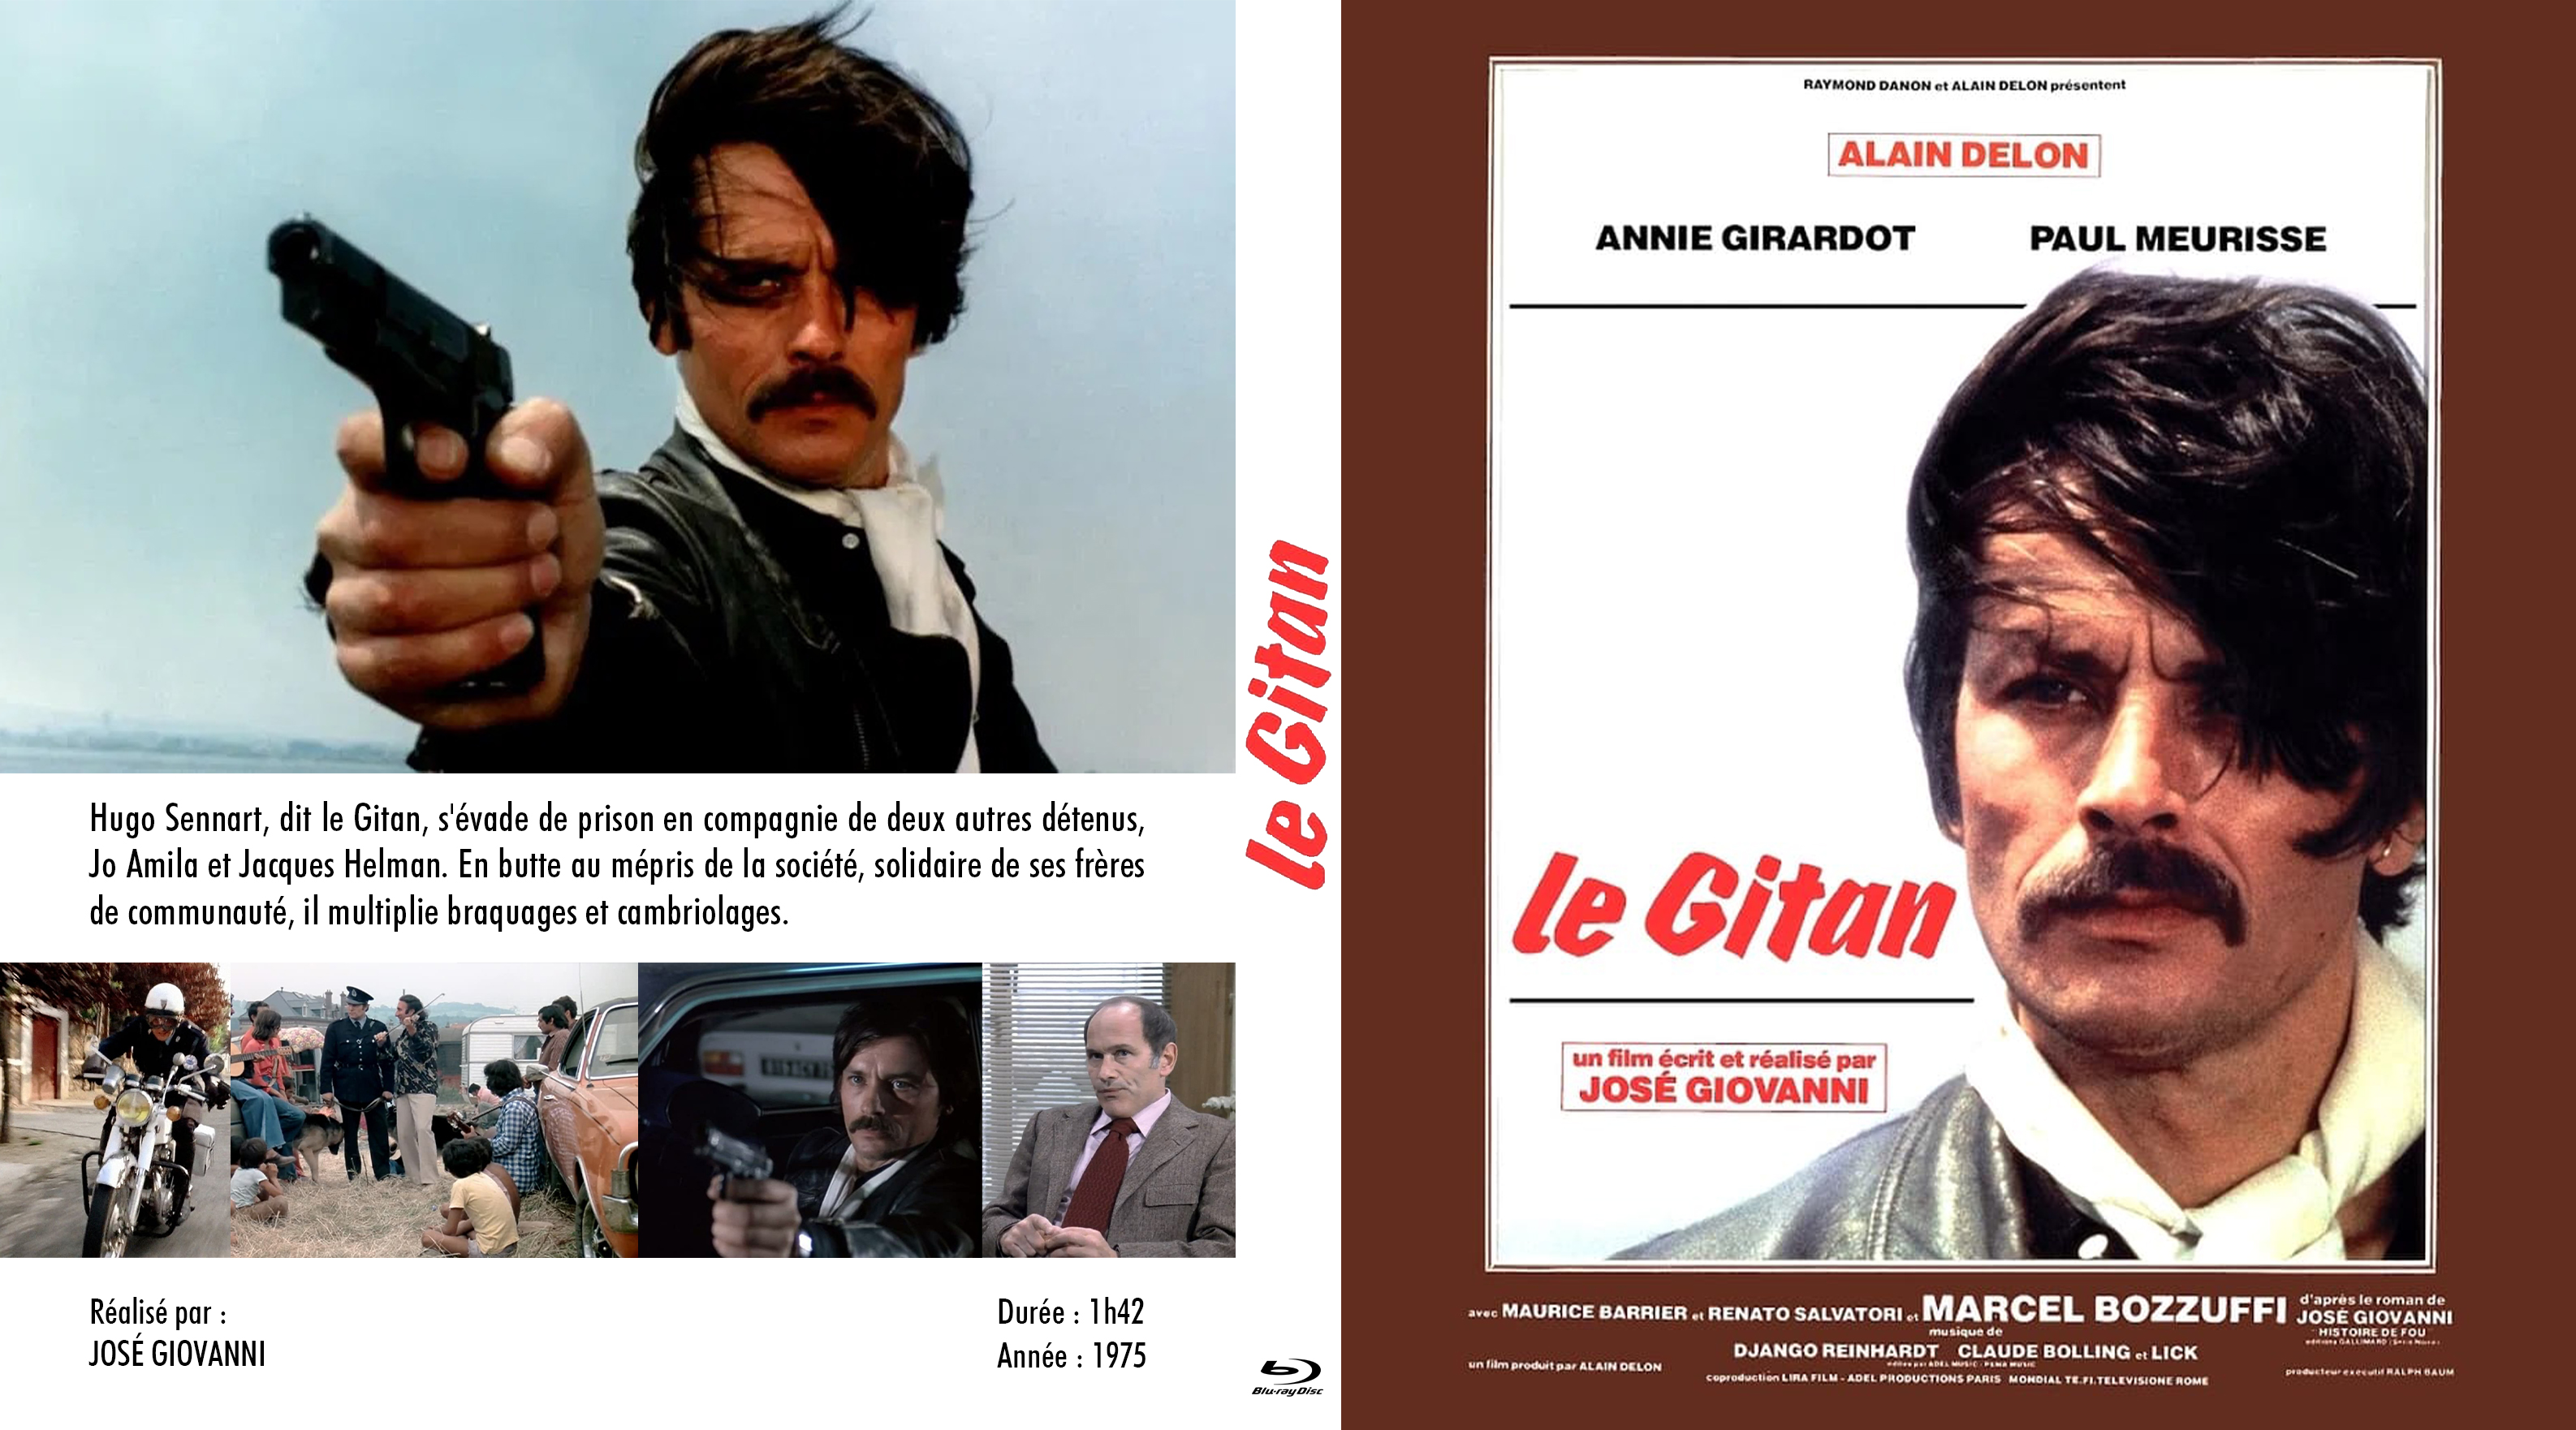 Hugo Sennart, dit le Gitan, s'évade de prison en compagnie de deux autres détenus,
Jo Amila et Jacques Helman. En butte au mépris de la société, solidaire de ses frères
de communauté, il multiplie braquages et cambriolages.
Réalisé par :
JOSÉ GIOVANNI
Durée : 1h42
Année : 1975
le Gitan
Blu-ray Disc
RAYMOND DANON et ALAIN DELON présentent
ALAIN DELON
ANNIE GIRARDOT
PAUL MEURISSE
le Gitan
un film écrit et réalisé par
JOSÉ GIOVANNI
avec MAURICE BARRIER et RENATO SALVATORI et MARCEL BOZZUFFI
d'après le roman de
JOSÉ GIOVANNI
HISTOIRE DE FOU
musique de
DJANGO REINHARDT CLAUDE BOLLING et LICK
un film produit par ALAIN DELON
coproduction LIRA FILM - ADEL PRODUCTIONS PARIS MONDIAL TE.FI. TELEVISIONE ROME
producteur exécutif RALPH BAUM